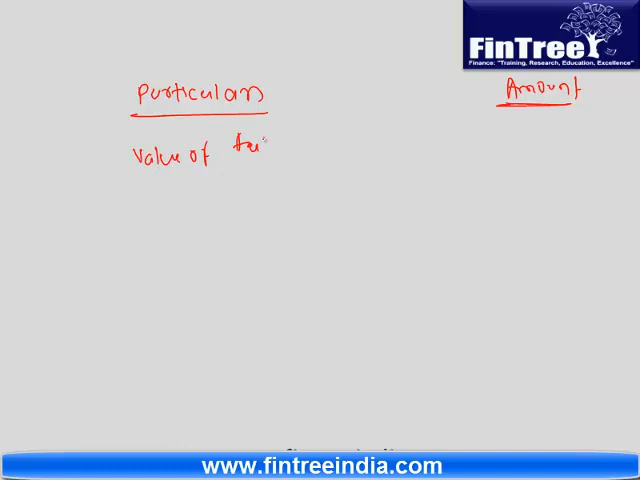 FinTree
Finance: "Training, Research, Education, Excellence"
Particulars Amount
Value of
www.fintreeindia.com